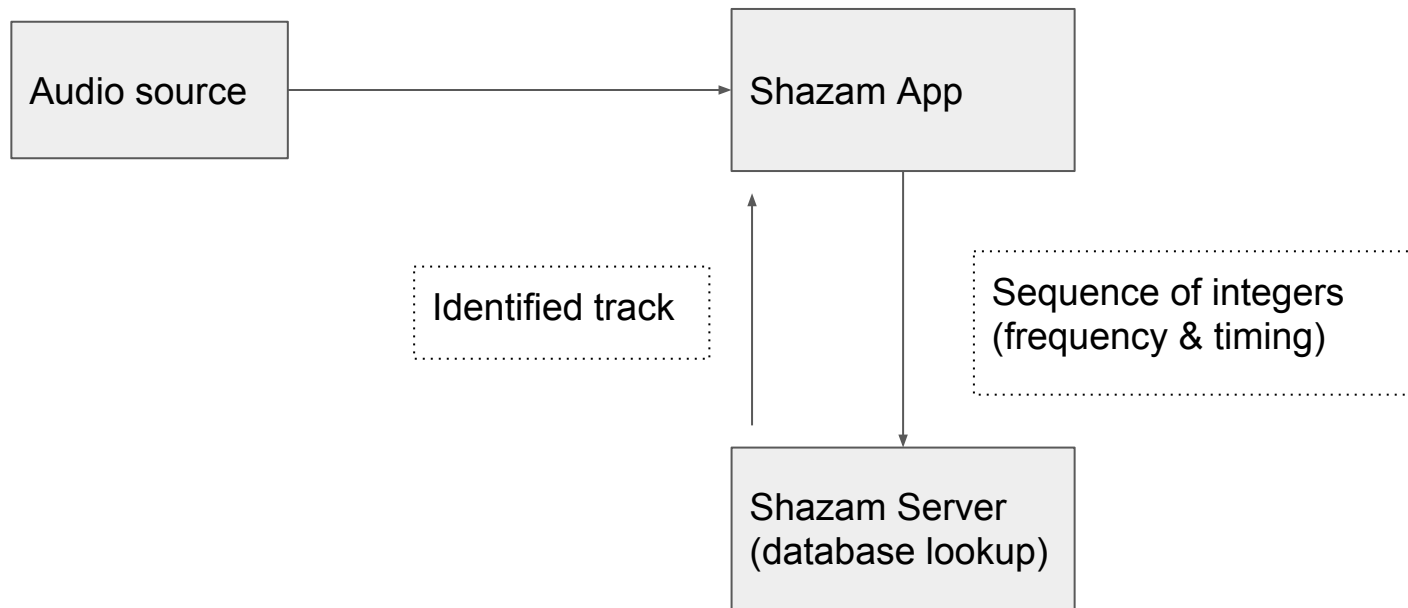 Audio source
Shazam App
Identified track
Sequence of integers
(frequency & timing)
Shazam Server
(database lookup)